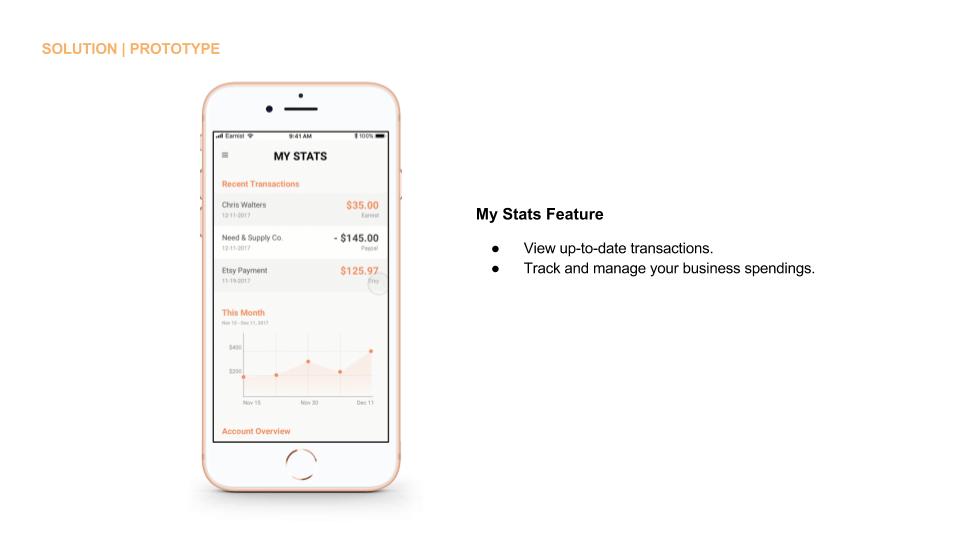 SOLUTION | PROTOTYPE
Earnist
9:41 AM
100%
MY STATS
Recent Transactions
Chris Walters
$35.00
12-11-2017
Earnist
Need & Supply Co.
- $145.00
12-11-2017
Paypal
Etsy Payment
$125.97
11-19-2017
Etsy
This Month
Nov 15 - Dec 11, 2017
$400
$200
Nov 15
Nov 30
Dec 11
Account Overview
My Stats Feature
● View up-to-date transactions.
● Track and manage your business spendings.